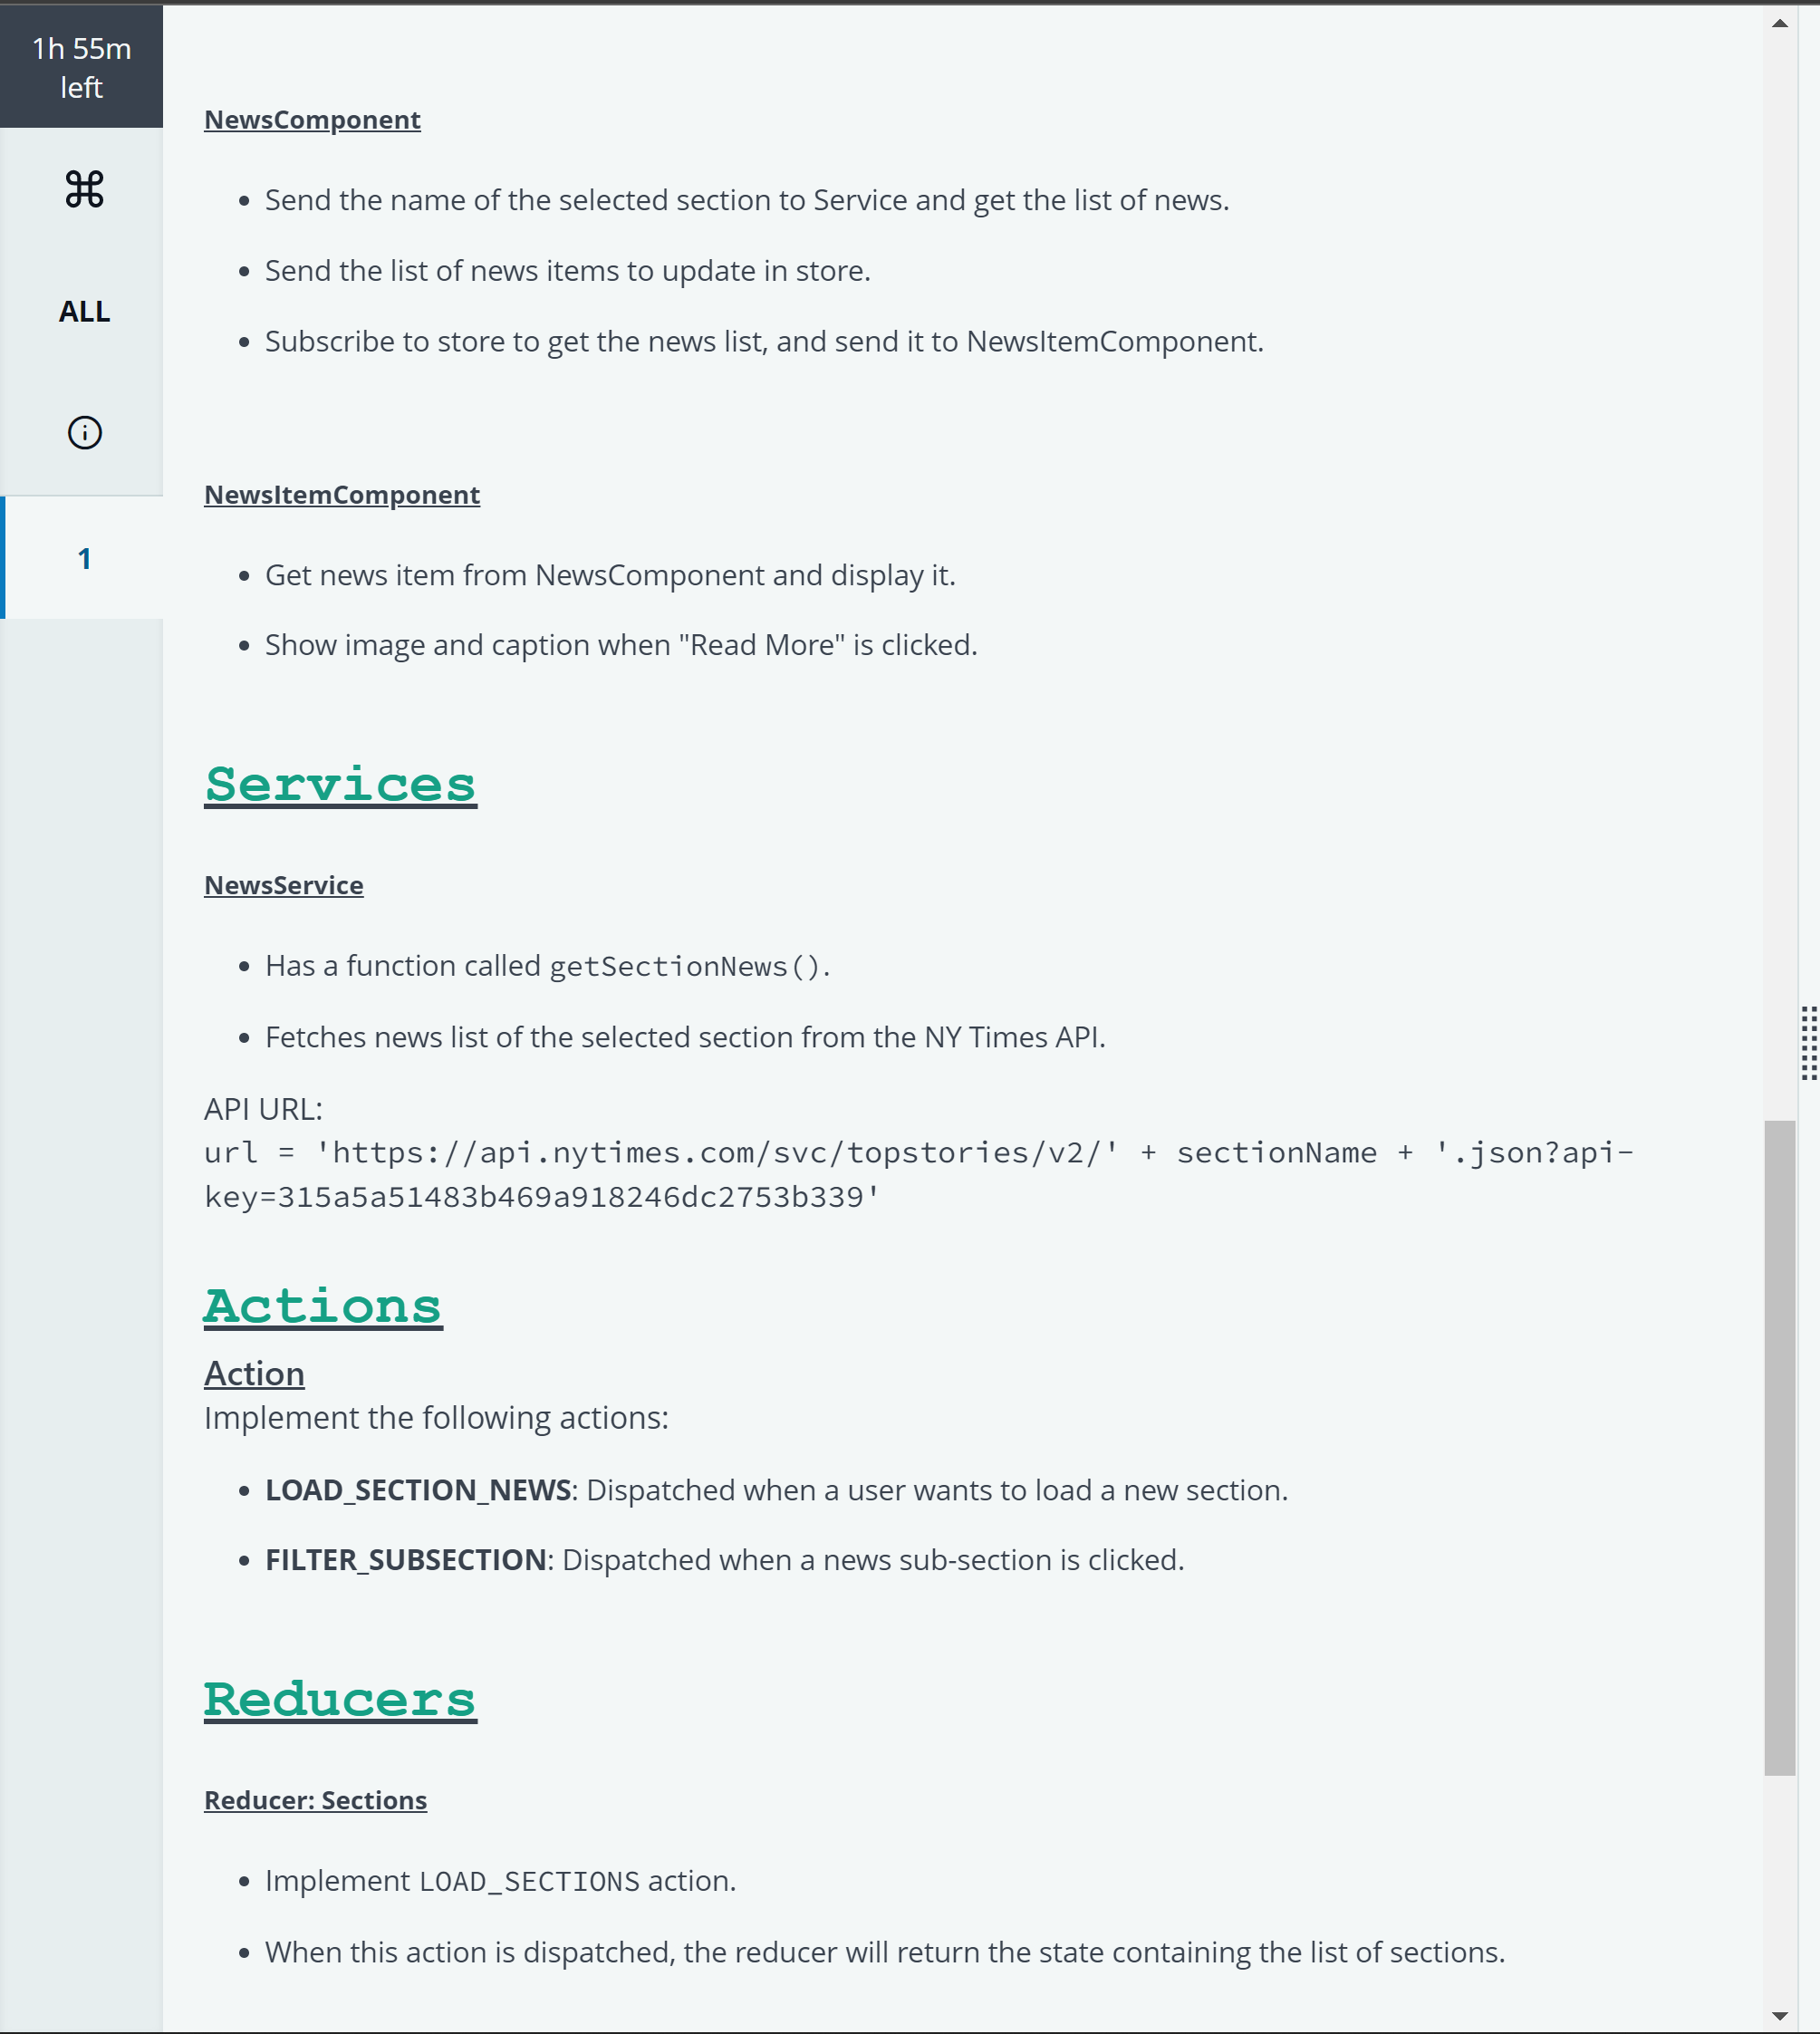 1h 55m
left
ALL
1
NewsComponent
Send the name of the selected section to Service and get the list of news.
Send the list of news items to update in store.
Subscribe to store to get the news list, and send it to NewsItemComponent.
NewsItemComponent
Get news item from NewsComponent and display it.
Show image and caption when "Read More" is clicked.
Services
NewsService
Has a function called getSectionNews().
Fetches news list of the selected section from the NY Times API.
API URL:
url = 'https://api.nytimes.com/svc/topstories/v2/' + sectionName + '.json?api-
key=315a5a51483b469a918246dc2753b339'
Actions
Action
Implement the following actions:
LOAD_SECTION_NEWS: Dispatched when a user wants to load a new section.
FILTER_SUBSECTION: Dispatched when a news sub-section is clicked.
Reducers
Reducer: Sections
Implement LOAD_SECTIONS action.
When this action is dispatched, the reducer will return the state containing the list of sections.